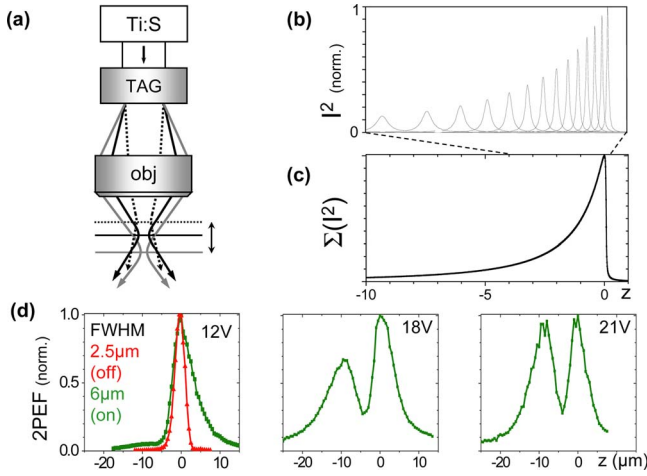 (a)
Ti:S
TAG
obj
(b)
I² (norm.)
1
0
(c)
Σ(I²)
-10
-5
0
z
(d)
2PEF (norm.)
1.0
0.5
0.0
FWHM
2.5µm
(off)
6µm
(on)
12V
-20 -10 0 10
18V
-20 -10 0 10
21V
-20 -10 0 z (µm)